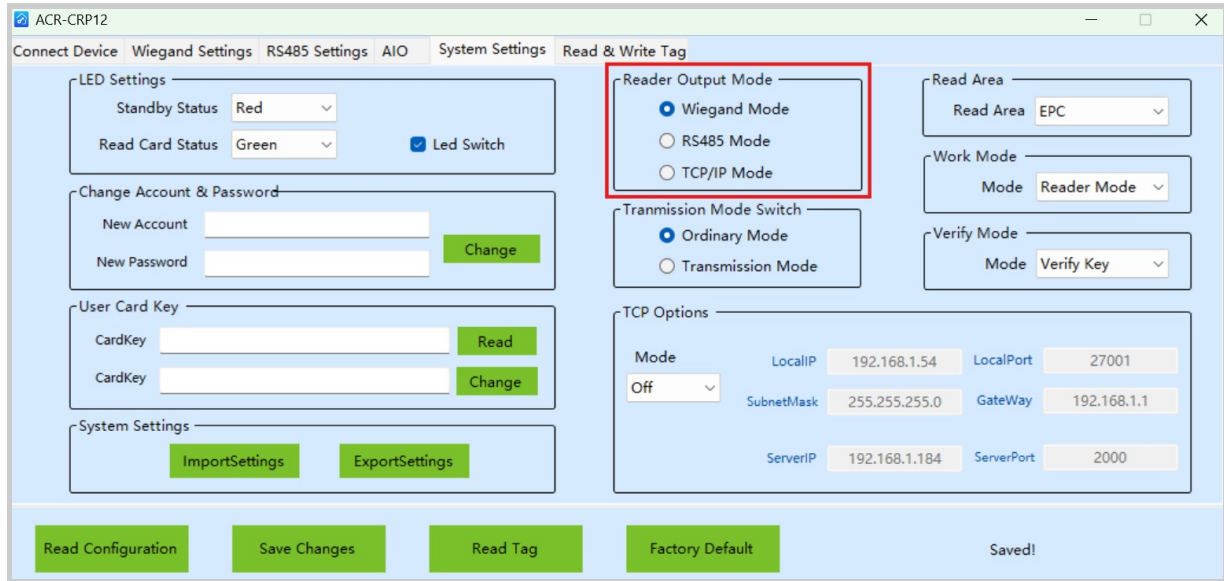 ACR-CRP12
Connect Device Wiegand Settings RS485 Settings AIO System Settings Read & Write Tag
LED Settings
Standby Status Red
Read Card Status Green Led Switch
Change Account & Password
New Account
New Password
Change
User Card Key
CardKey Read
CardKey Change
System Settings
ImportSettings ExportSettings
Reader Output Mode
Wiegand Mode
RS485 Mode
TCP/IP Mode
Tranmission Mode Switch
Ordinary Mode
Transmission Mode
Read Area
Read Area EPC
Work Mode
Mode Reader Mode
Verify Mode
Mode Verify Key
TCP Options
Mode
Off
LocalIP 192.168.1.54 LocalPort 27001
SubnetMask 255.255.255.0 GateWay 192.168.1.1
ServerIP 192.168.1.184 ServerPort 2000
Read Configuration Save Changes Read Tag Factory Default Saved!